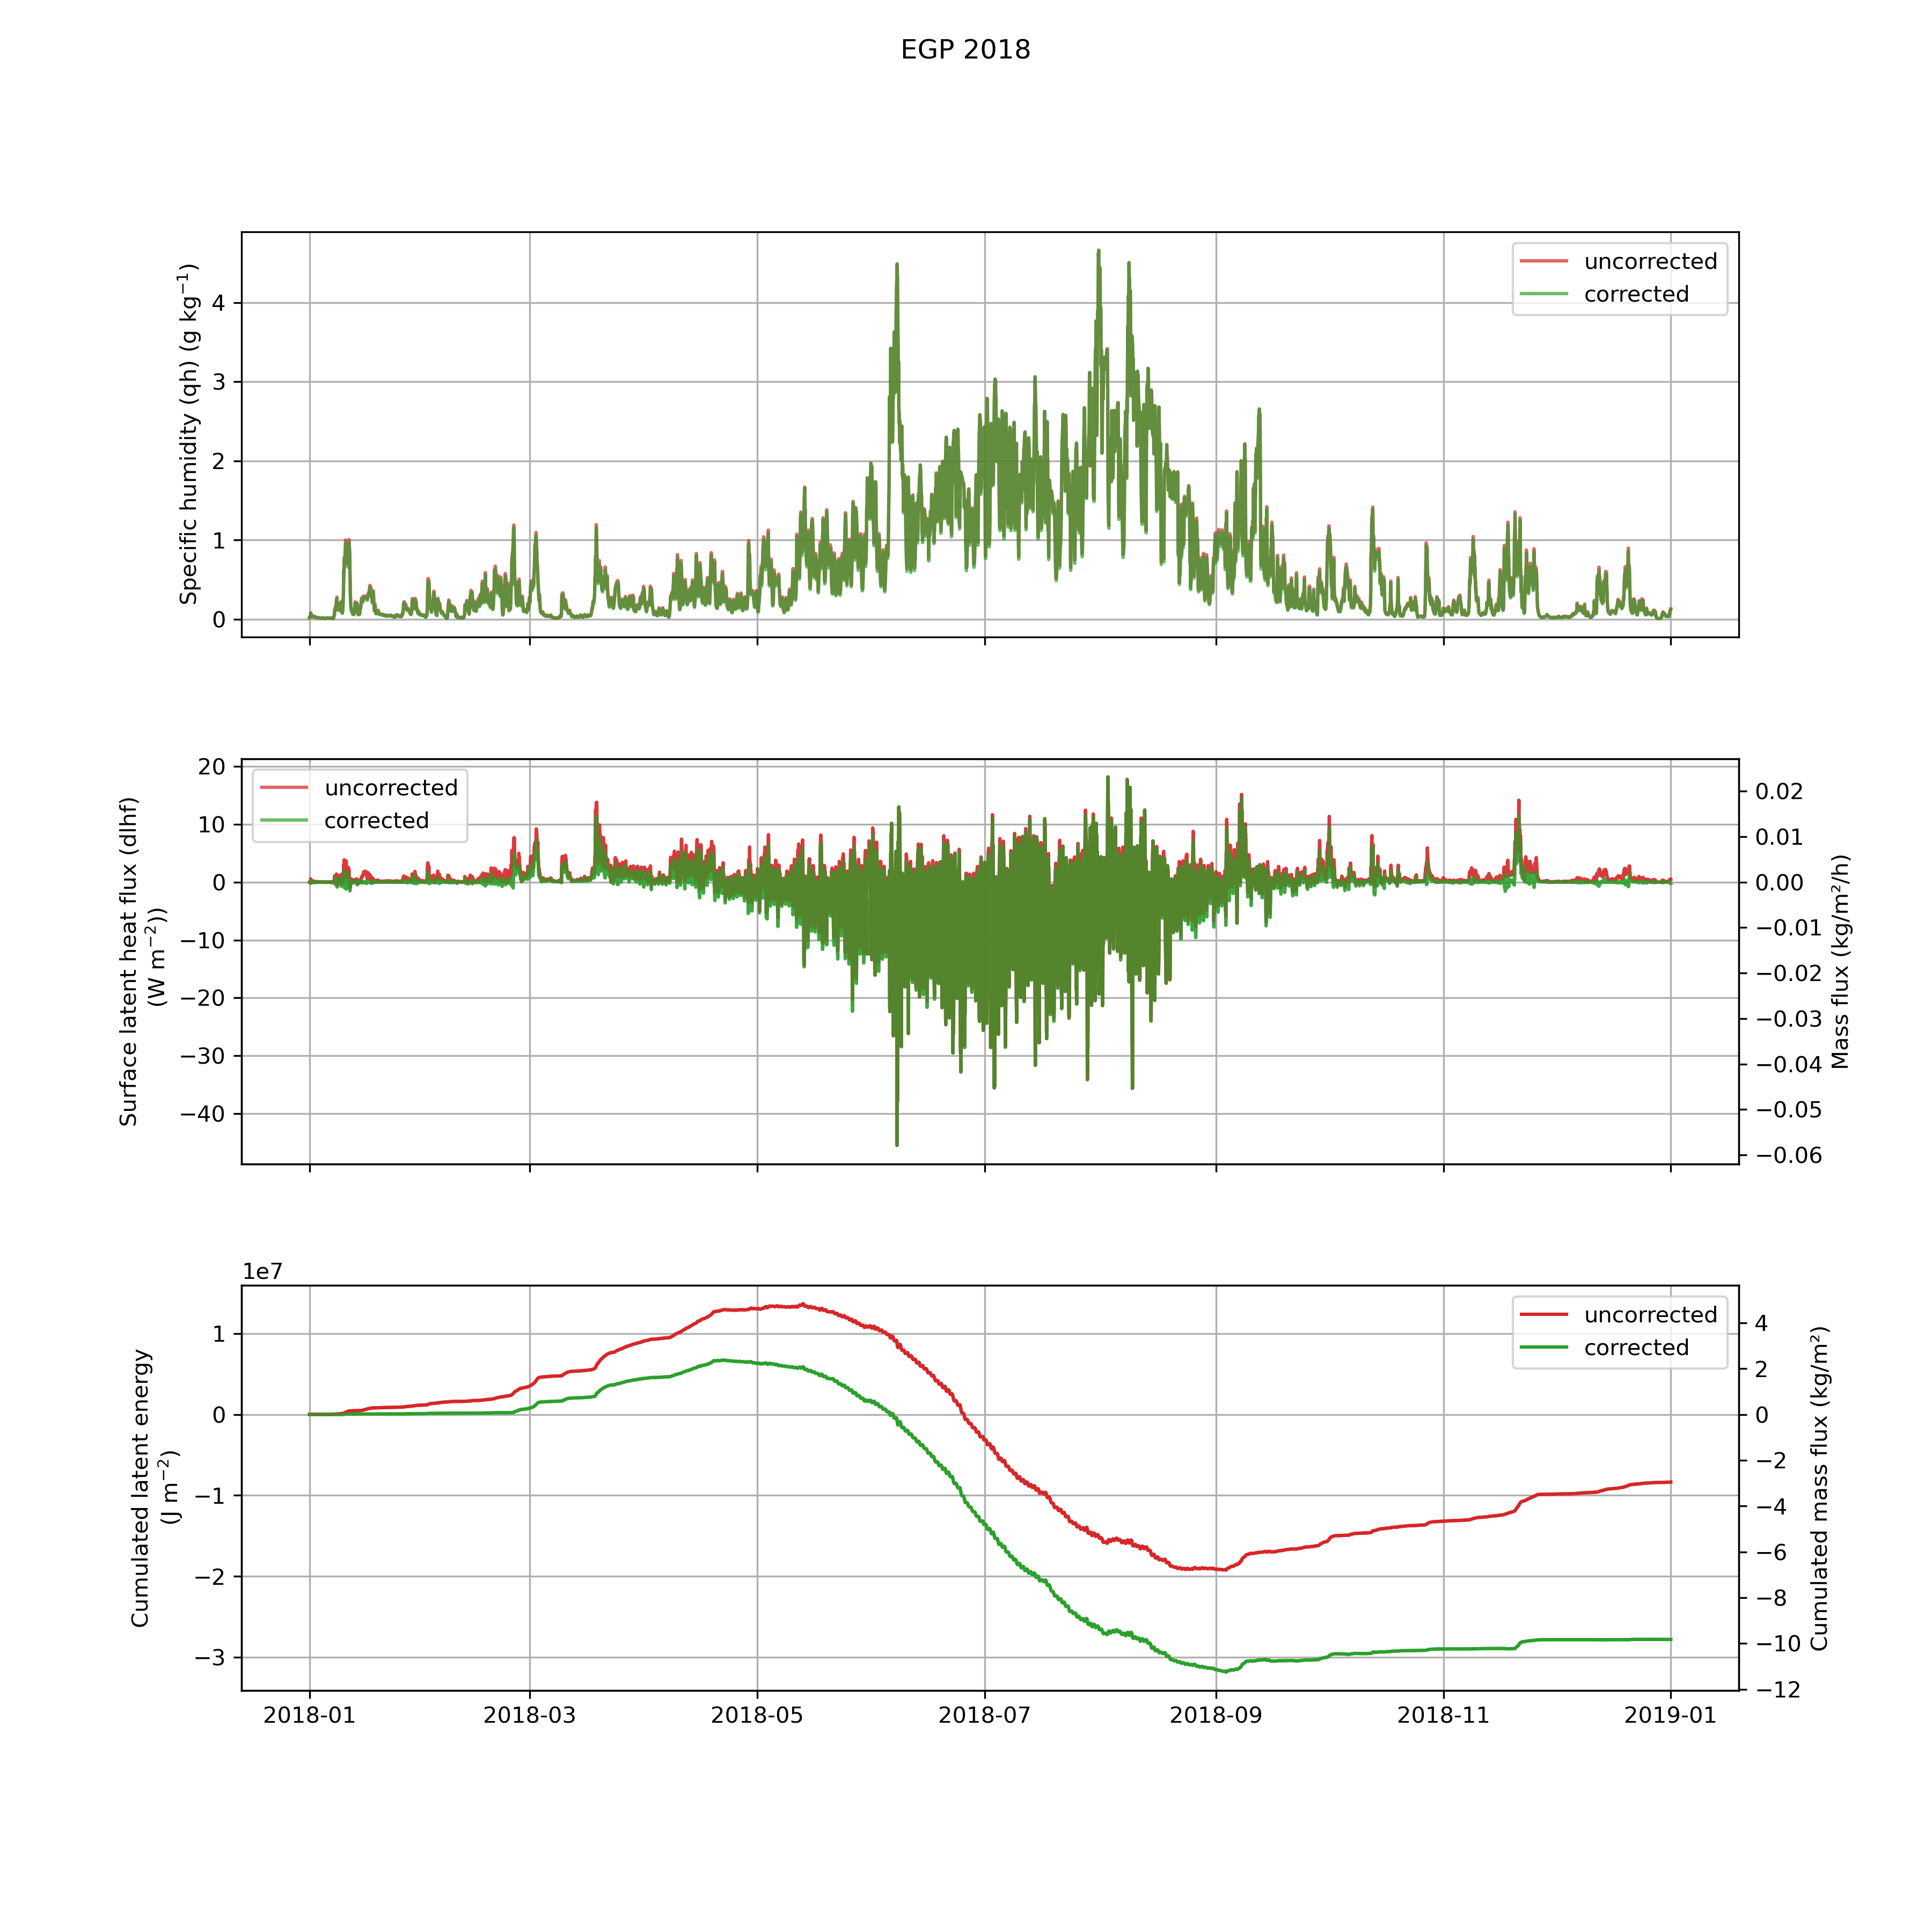 EGP 2018
Specific humidity (qh) (g kg⁻¹)
4
3
2
1
0
uncorrected
corrected
Surface latent heat flux (dlhf)
(W m⁻²))
20
10
0
−10
−20
−30
−40
uncorrected
corrected
0.02
0.01
0.00
−0.01
−0.02
−0.03
−0.04
−0.05
−0.06
Mass flux (kg/m²/h)
1e7
Cumulated latent energy
(J m⁻²)
1
0
−1
−2
−3
uncorrected
corrected
4
2
0
−2
−4
−6
−8
−10
−12
Cumulated mass flux (kg/m²)
2018-01 2018-03 2018-05 2018-07 2018-09 2018-11 2019-01